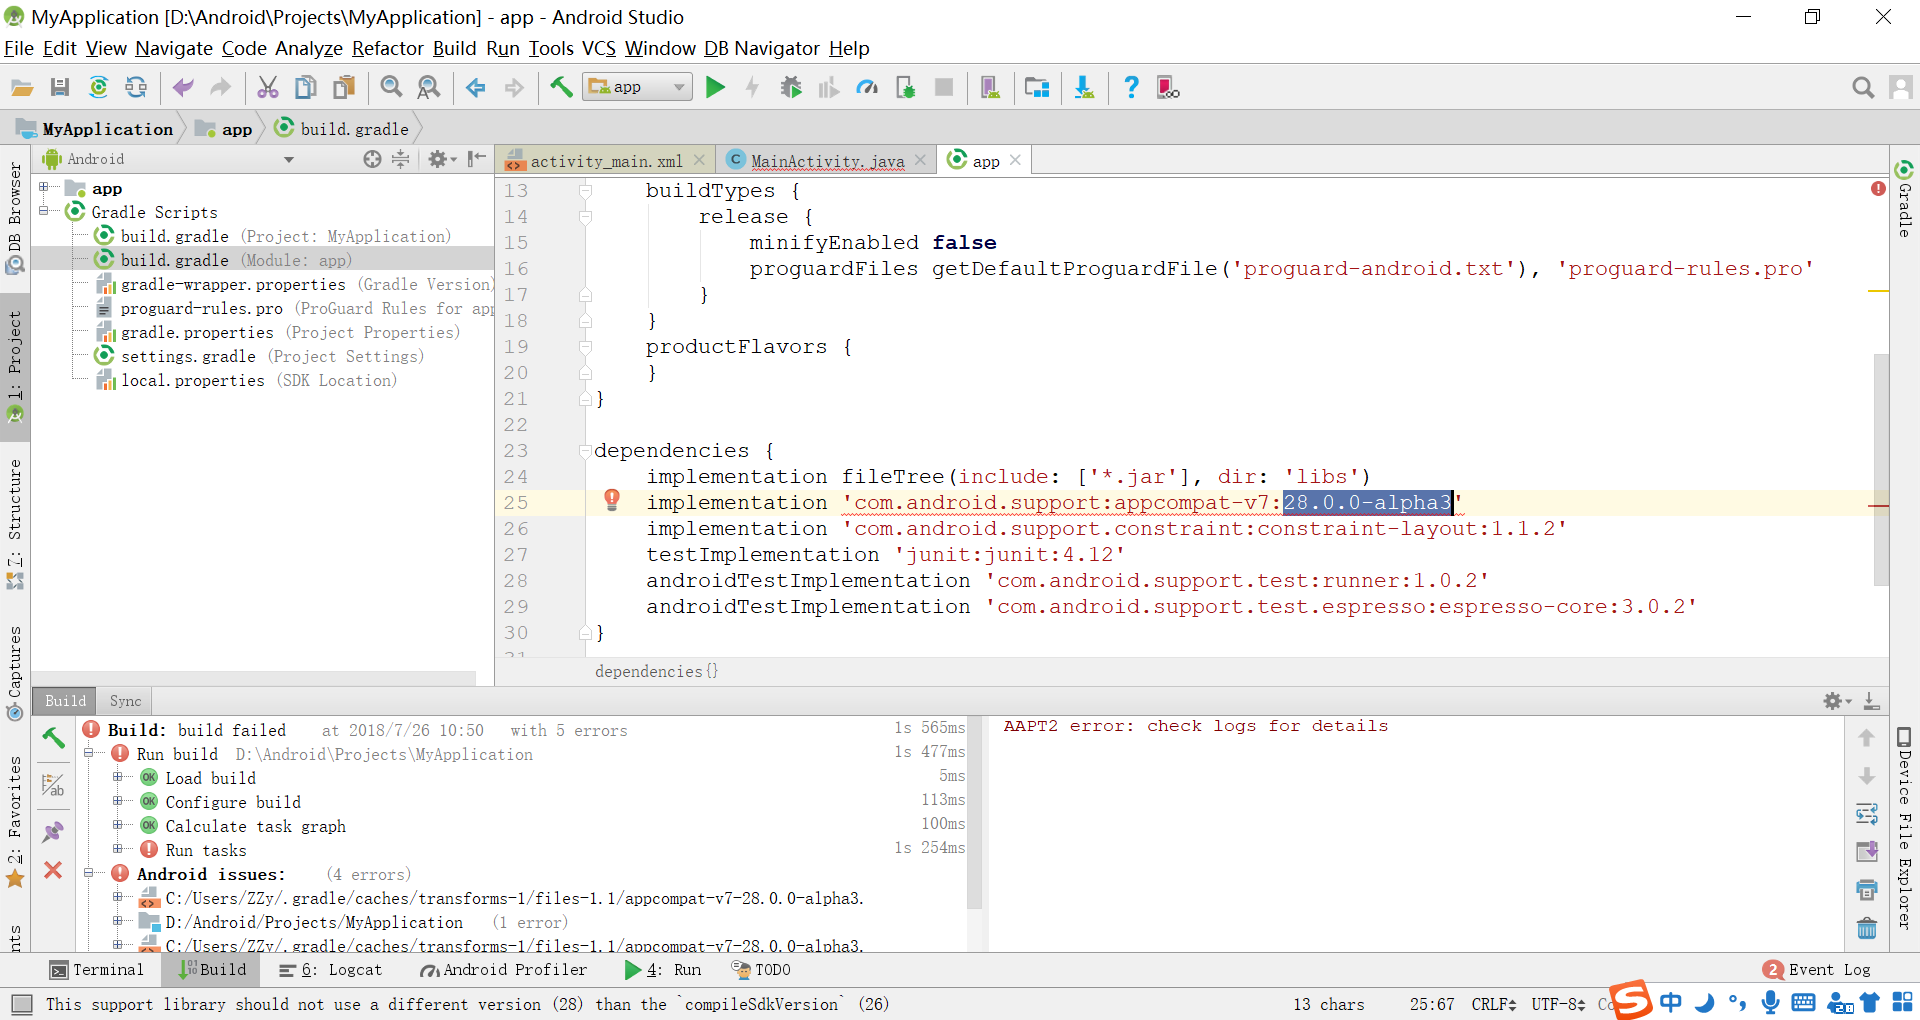 MyApplication [D:\Android\Projects\MyApplication] - app - Android Studio
File Edit View Navigate Code Analyze Refactor Build Run Tools VCS Window DB Navigator Help
app
MyApplication app build.gradle
Android
activity_main.xml MainActivity.java app
DB Browser
1: Project
7: Structure
Captures
2: Favorites
app
Gradle Scripts
build.gradle (Project: MyApplication)
build.gradle (Module: app)
gradle-wrapper.properties (Gradle Version)
proguard-rules.pro (ProGuard Rules for app
gradle.properties (Project Properties)
settings.gradle (Project Settings)
local.properties (SDK Location)
13 buildTypes {
14 release {
15 minifyEnabled false
16 proguardFiles getDefaultProguardFile('proguard-android.txt'), 'proguard-rules.pro'
17 }
18 }
19 productFlavors {
20 }
21 }
22
23 dependencies {
24 implementation fileTree(include: ['*.jar'], dir: 'libs')
25 implementation 'com.android.support:appcompat-v7:28.0.0-alpha3'
26 implementation 'com.android.support.constraint:constraint-layout:1.1.2'
27 testImplementation 'junit:junit:4.12'
28 androidTestImplementation 'com.android.support.test:runner:1.0.2'
29 androidTestImplementation 'com.android.support.test.espresso:espresso-core:3.0.2'
30 }
dependencies{}
Gradle
Device File Explorer
Build Sync
Build: build failed at 2018/7/26 10:50 with 5 errors 1s 565ms
Run build D:\Android\Projects\MyApplication 1s 477ms
OK Load build 5ms
OK Configure build 113ms
OK Calculate task graph 100ms
Run tasks 1s 254ms
Android issues: (4 errors)
C:/Users/ZZy/.gradle/caches/transforms-1/files-1.1/appcompat-v7-28.0.0-alpha3.
D:/Android/Projects/MyApplication (1 error)
C:/Users/ZZy/.gradle/caches/transforms-1/files-1.1/appcompat-v7-28.0.0-alpha3.
AAPT2 error: check logs for details
Terminal Build 6: Logcat Android Profiler 4: Run TODO 2 Event Log
This support library should not use a different version (28) than the `compileSdkVersion` (26) 13 chars 25:67 CRLF UTF-8 中